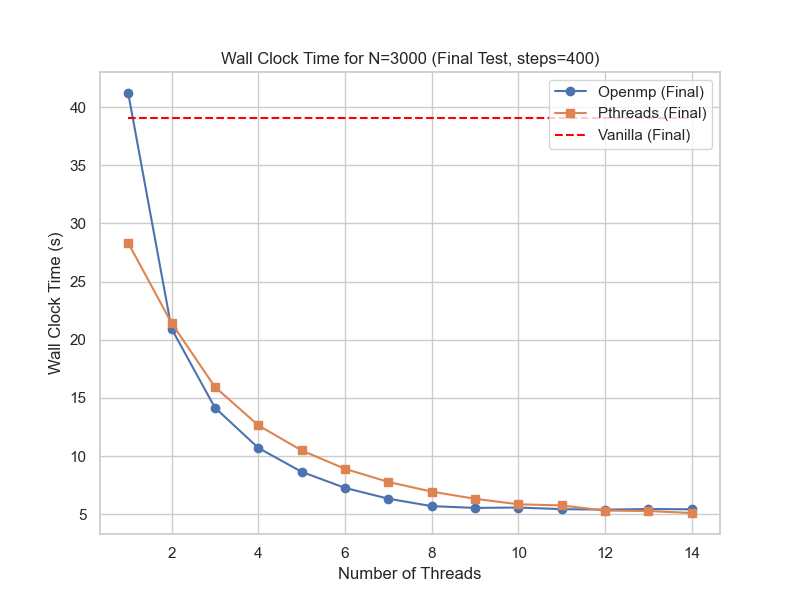 Wall Clock Time for N=3000 (Final Test, steps=400)
Openmp (Final)
Pthreads (Final)
Vanilla (Final)
Wall Clock Time (s)
40
35
30
25
20
15
10
5
2 4 6 8 10 12 14
Number of Threads